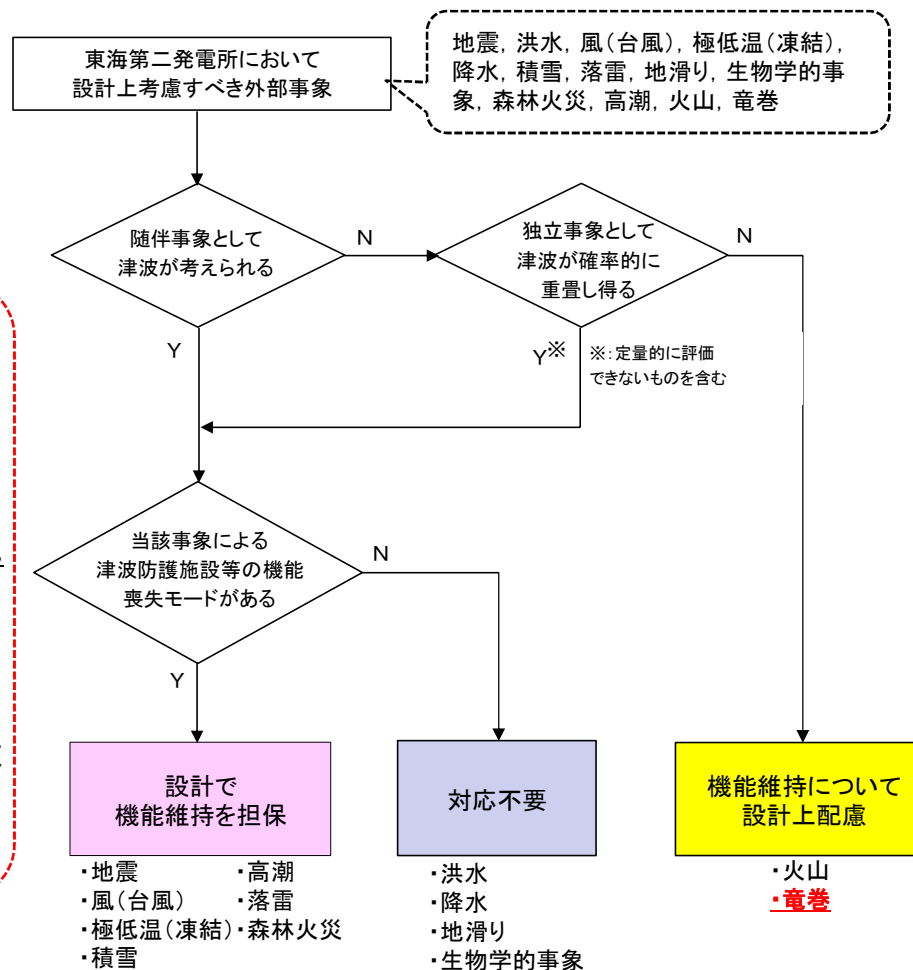 東海第二発電所において
設計上考慮すべき外部事象
地震, 洪水, 風(台風), 極低温(凍結),
降水, 積雪, 落雷, 地滑り, 生物学的事
象, 森林火災, 高潮, 火山, 竜巻
随伴事象として
津波が考えられる
N
独立事象として
津波が確率的に
重畳し得る
N
Y
Y※
※:定量的に評価
できないものを含む
当該事象による
津波防護施設等の機能
喪失モードがある
N
Y
設計で
機能維持を担保
対応不要
機能維持について
設計上配慮
・地震
・風(台風)
・極低温(凍結)
・積雪
・高潮
・落雷
・森林火災
・洪水
・降水
・地滑り
・生物学的事象
・火山
・竜巻